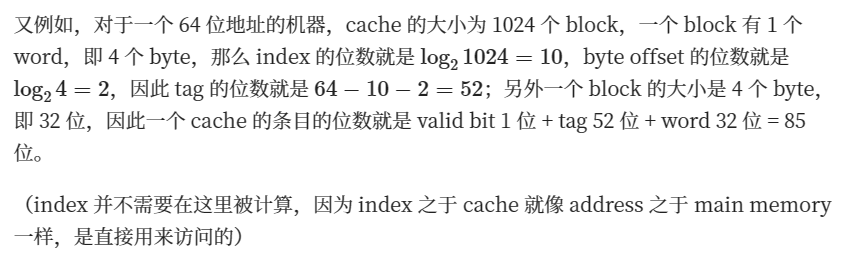 又例如，对于一个 64 位地址的机器，cache 的大小为 1024 个 block，一个 block 有 1 个
word，即 4 个 byte，那么 index 的位数就是 log₂ 1024 = 10，byte offset 的位数就是
log₂ 4 = 2，因此 tag 的位数就是 64 − 10 − 2 = 52；另外一个 block 的大小是 4 个 byte，
即 32 位，因此一个 cache 的条目的位数就是 valid bit 1 位 + tag 52 位 + word 32 位 = 85
位。
（index 并不需要在这里被计算，因为 index 之于 cache 就像 address 之于 main memory
一样，是直接用来访问的）